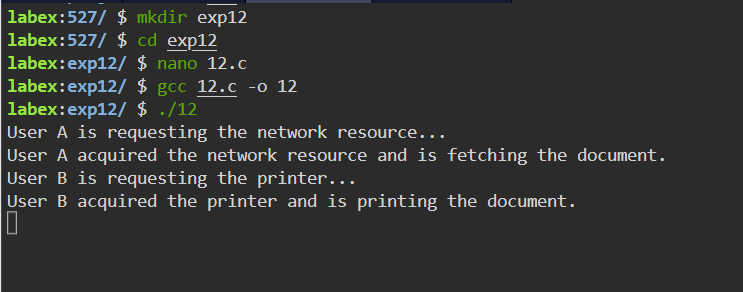 labex:527/ $ mkdir exp12
labex:527/ $ cd exp12
labex:exp12/ $ nano 12.c
labex:exp12/ $ gcc 12.c -o 12
labex:exp12/ $ ./12
User A is requesting the network resource...
User A acquired the network resource and is fetching the document.
User B is requesting the printer...
User B acquired the printer and is printing the document.